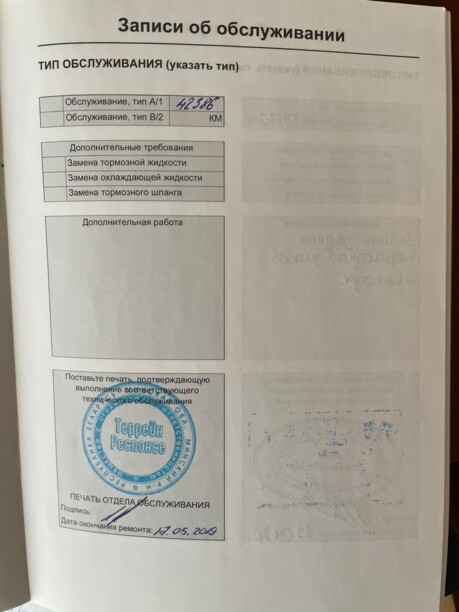 Записи об обслуживании
ТИП ОБСЛУЖИВАНИЯ (указать тип)
Обслуживание, тип А/1 42386
Обслуживание, тип В/2 КМ
Дополнительные требования
Замена тормозной жидкости
Замена охлаждающей жидкости
Замена тормозного шланга
Дополнительная работа
Поставьте печать, подтверждающую
выполнение соответствующего
технического обслуживания
Террейн
Респонсе
ПЕЧАТЬ ОТДЕЛА ОБСЛУЖИВАНИЯ
Подпись:
Дата окончания ремонта: 17.05.2019